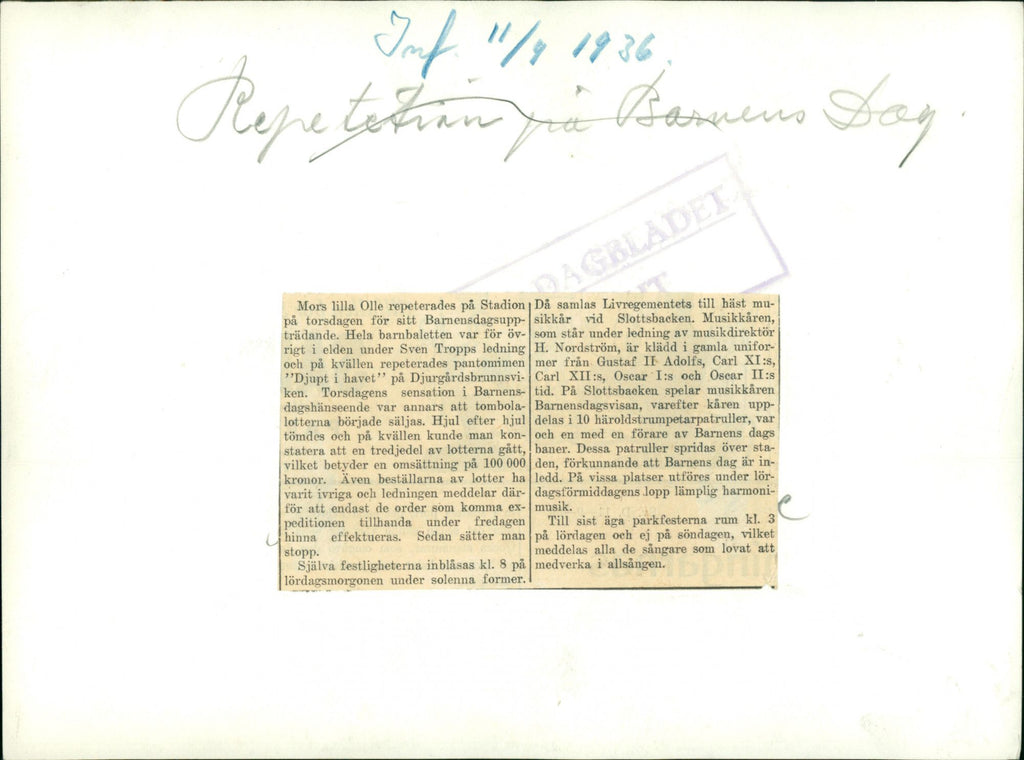 Inf. 11/9 1936.
Repetetion på Barnens Dag.
DAGBLADET
Mors lilla Olle repeterades på Stadion
på torsdagen för sitt Barnensdagsupp-
trädande. Hela barnbaletten var för öv-
rigt i elden under Sven Tropps ledning
och på kvällen repeterades pantomimen
"Djupt i havet" på Djurgårdsbrunnsvi-
ken. Torsdagens sensation i Barnens-
dagshänseende var annars att tombola-
lotterna började säljas. Hjul efter hjul
tömdes och på kvällen kunde man kon-
statera att en tredjedel av lotterna gått,
vilket betyder en omsättning på 100 000
kronor. Även beställarna av lotter ha
varit ivriga och ledningen meddelar där-
för att endast de order som komma ex-
peditionen tillhanda under fredagen
hinna effektueras. Sedan sätter man
stopp.
Själva festligheterna inblåsas kl. 8 på
lördagsmorgonen under solenna former.
Då samlas Livregementets till häst mu-
sikkår vid Slottsbacken. Musikkåren,
som står under ledning av musikdirektör
H. Nordström, är klädd i gamla unifor-
mer från Gustaf II Adolfs, Carl XI:s,
Carl XII:s, Oscar I:s och Oscar II:s
tid. På Slottsbacken spelar musikkåren
Barnensdagsvisan, varefter kåren upp-
delas i 10 häroldstrumpetarpatruller, var
och en med en förare av Barnens dags
baner. Dessa patruller spridas över sta-
den, förkunnande att Barnens dag är in-
ledd. På vissa platser utföres under lör-
dagsförmiddagens lopp lämplig harmoni-
musik.
Till sist äga parkfesterna rum kl. 3
på lördagen och ej på söndagen, vilket
meddelas alla de sångare som lovat att
medverka i allsången.